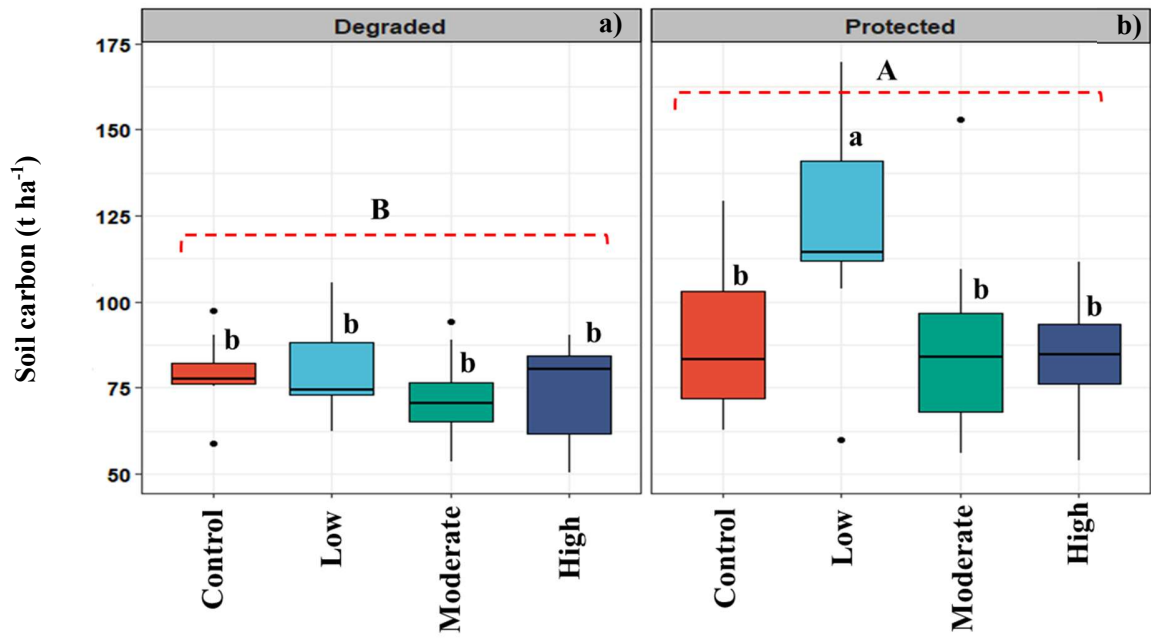 Degraded a)
Protected b)
Soil carbon (t ha⁻¹)
175
150
125
100
75
50
B
b
b
b
b
A
b
a
b
b
Control
Low
Moderate
High
Control
Low
Moderate
High